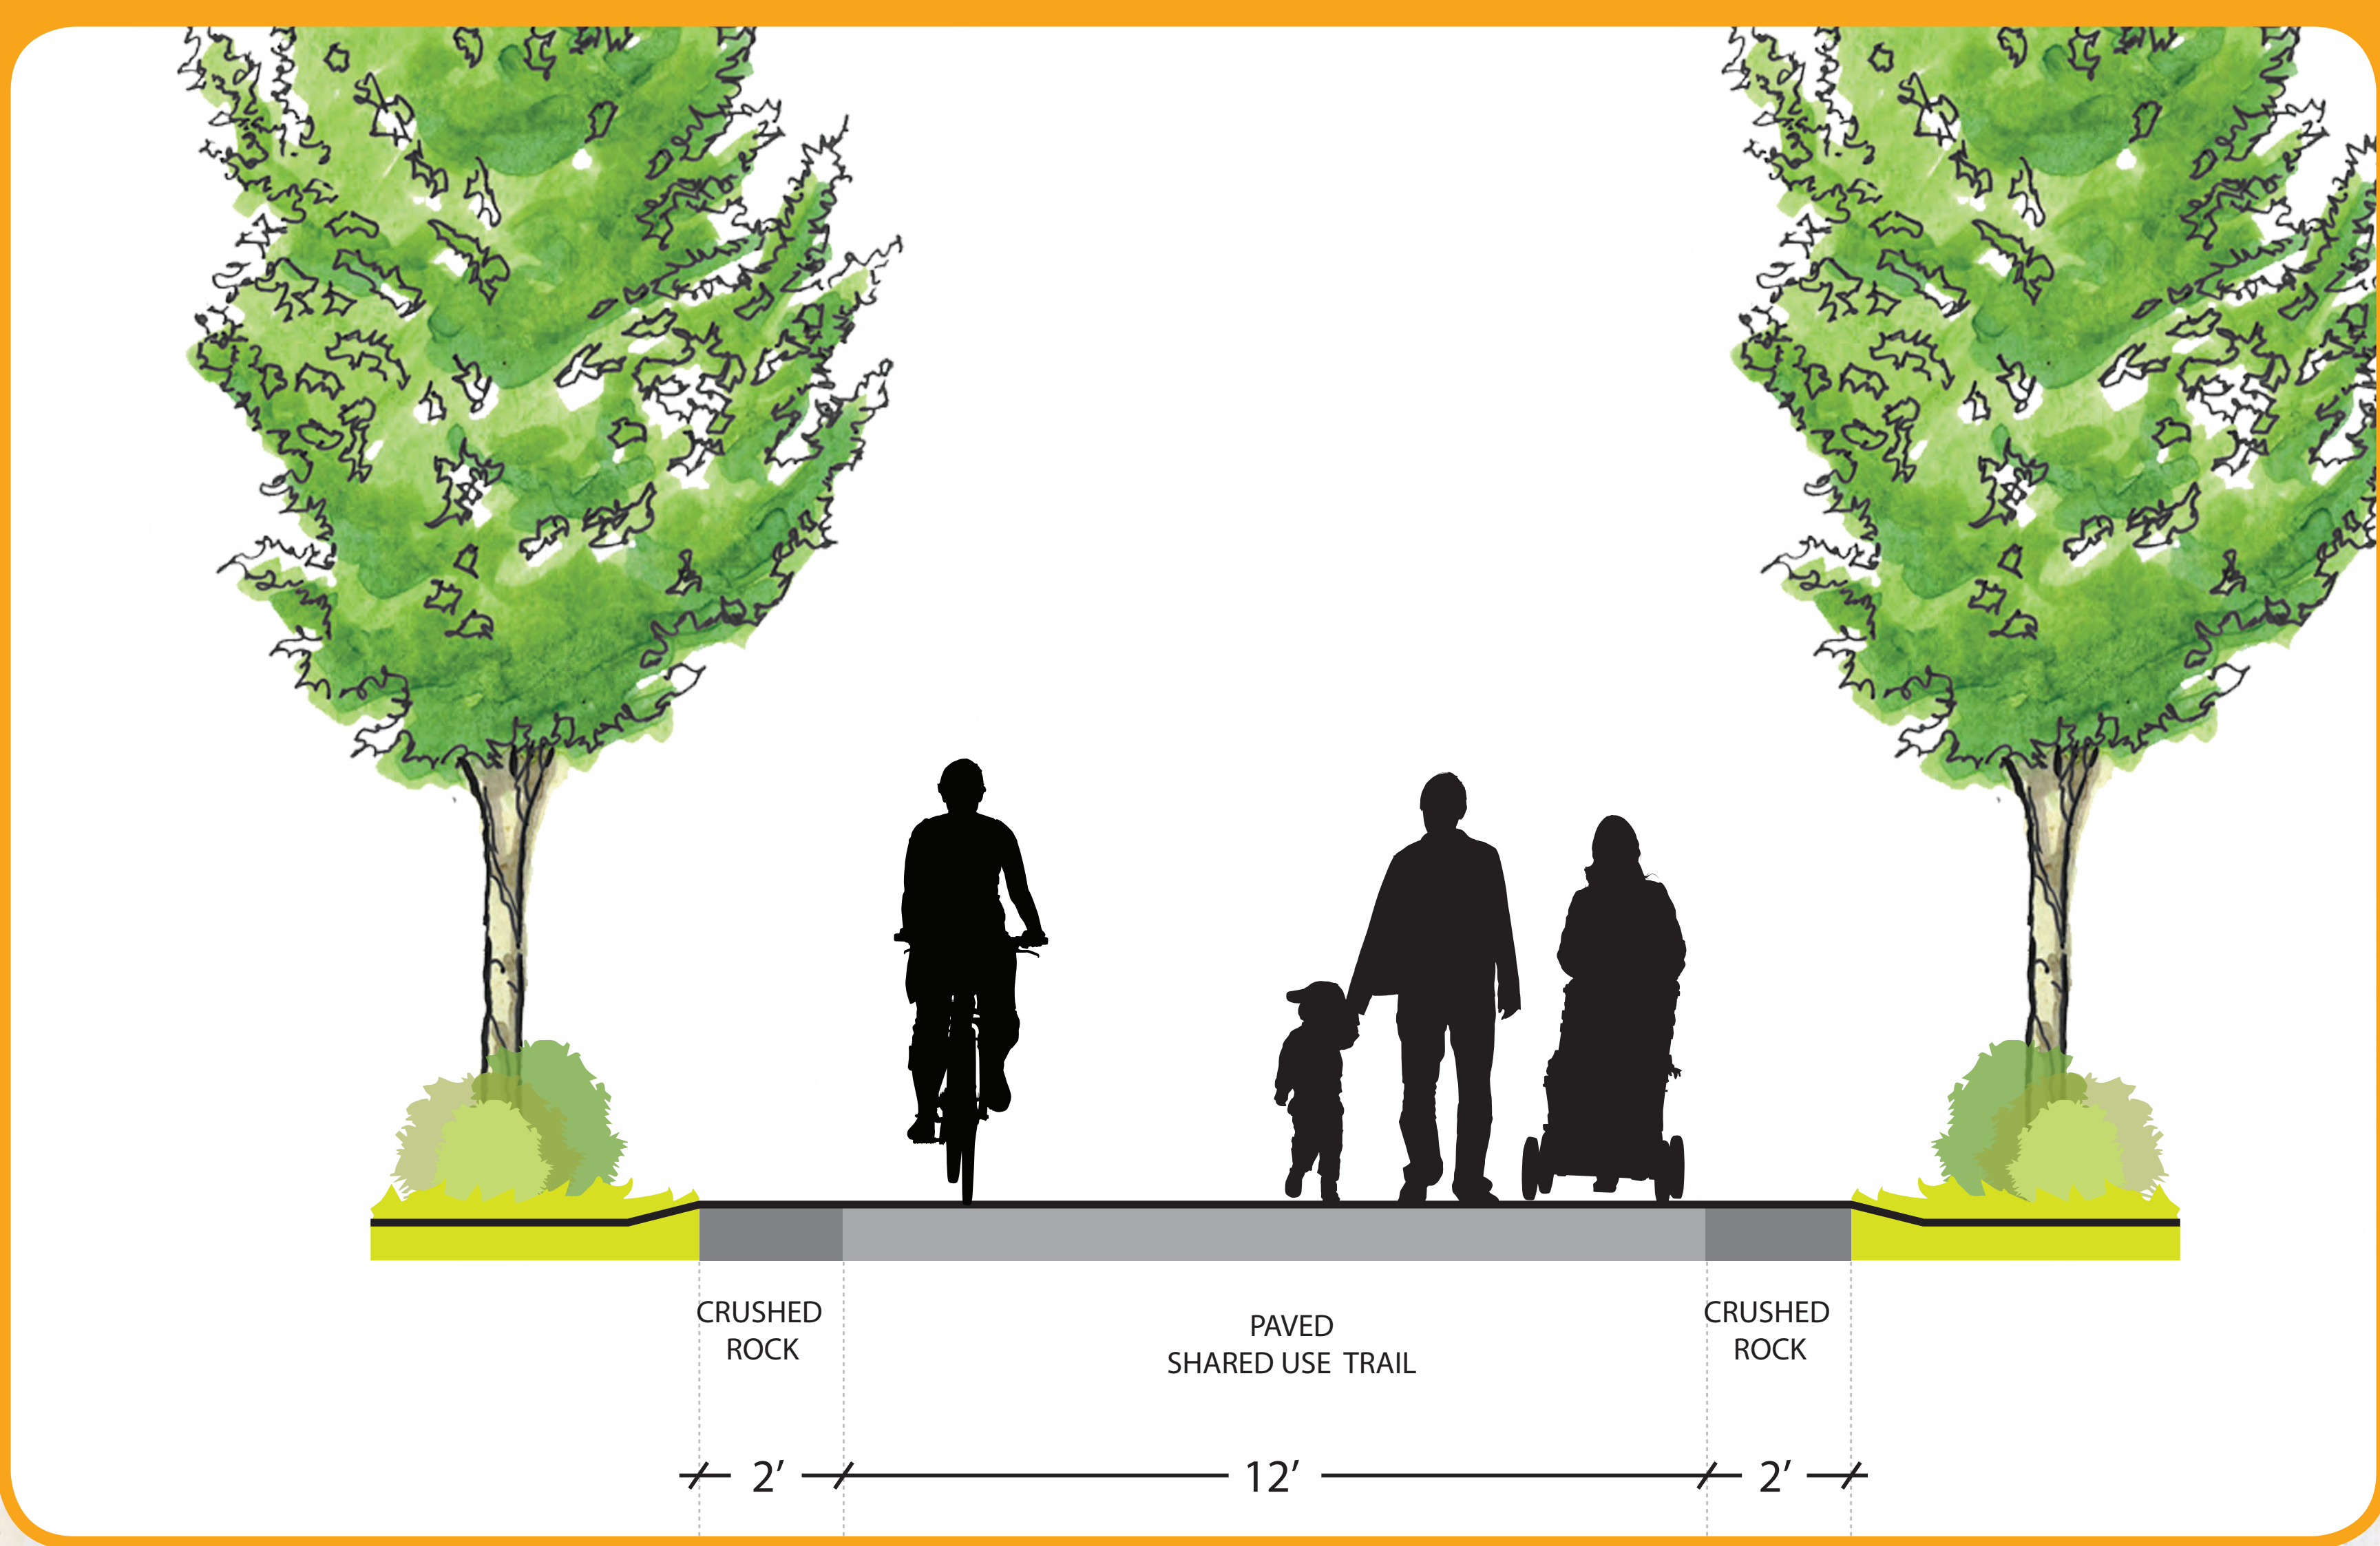 CRUSHED
ROCK
PAVED
SHARED USE TRAIL
CRUSHED
ROCK
2’
12’
2’